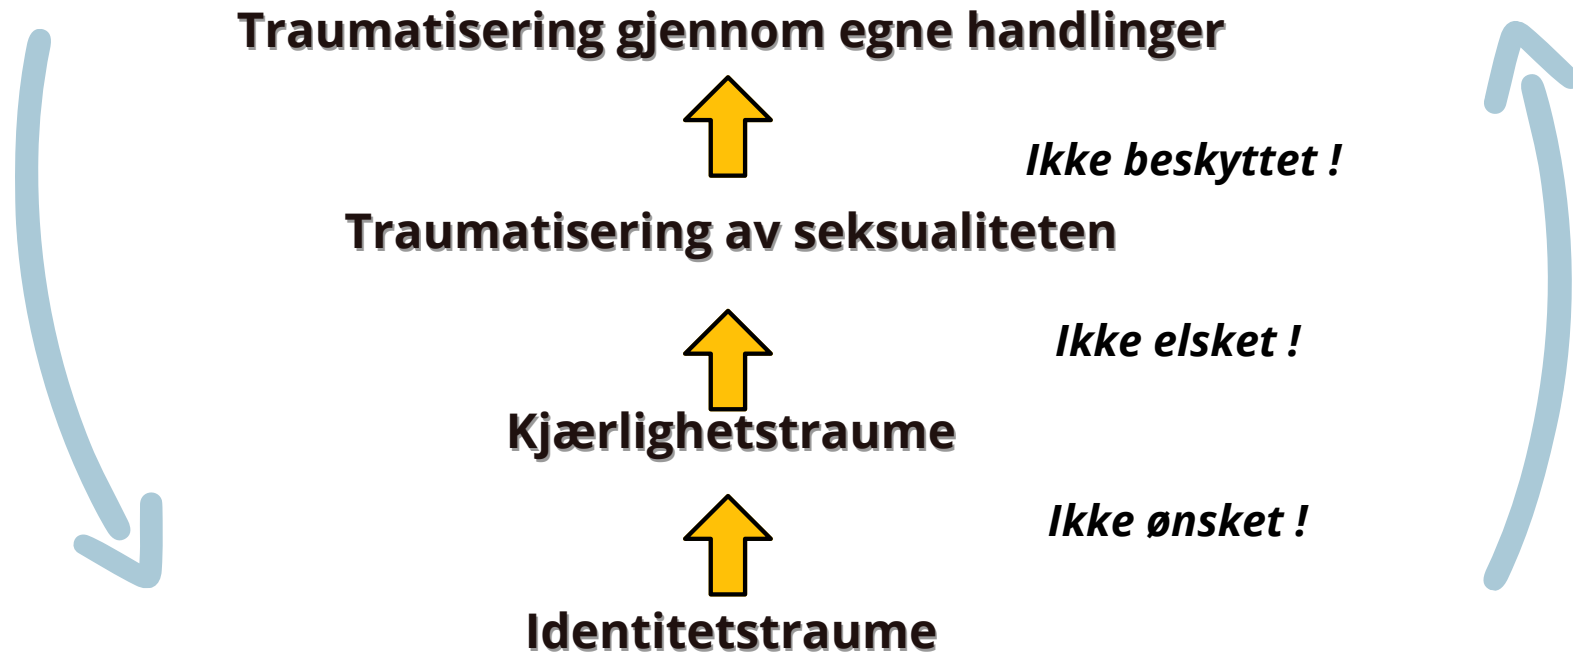 Traumatisering gjennom egne handlinger
Ikke beskyttet !
Traumatisering av seksualiteten
Ikke elsket !
Kjærlighetstraume
Ikke ønsket !
Identitetstraume